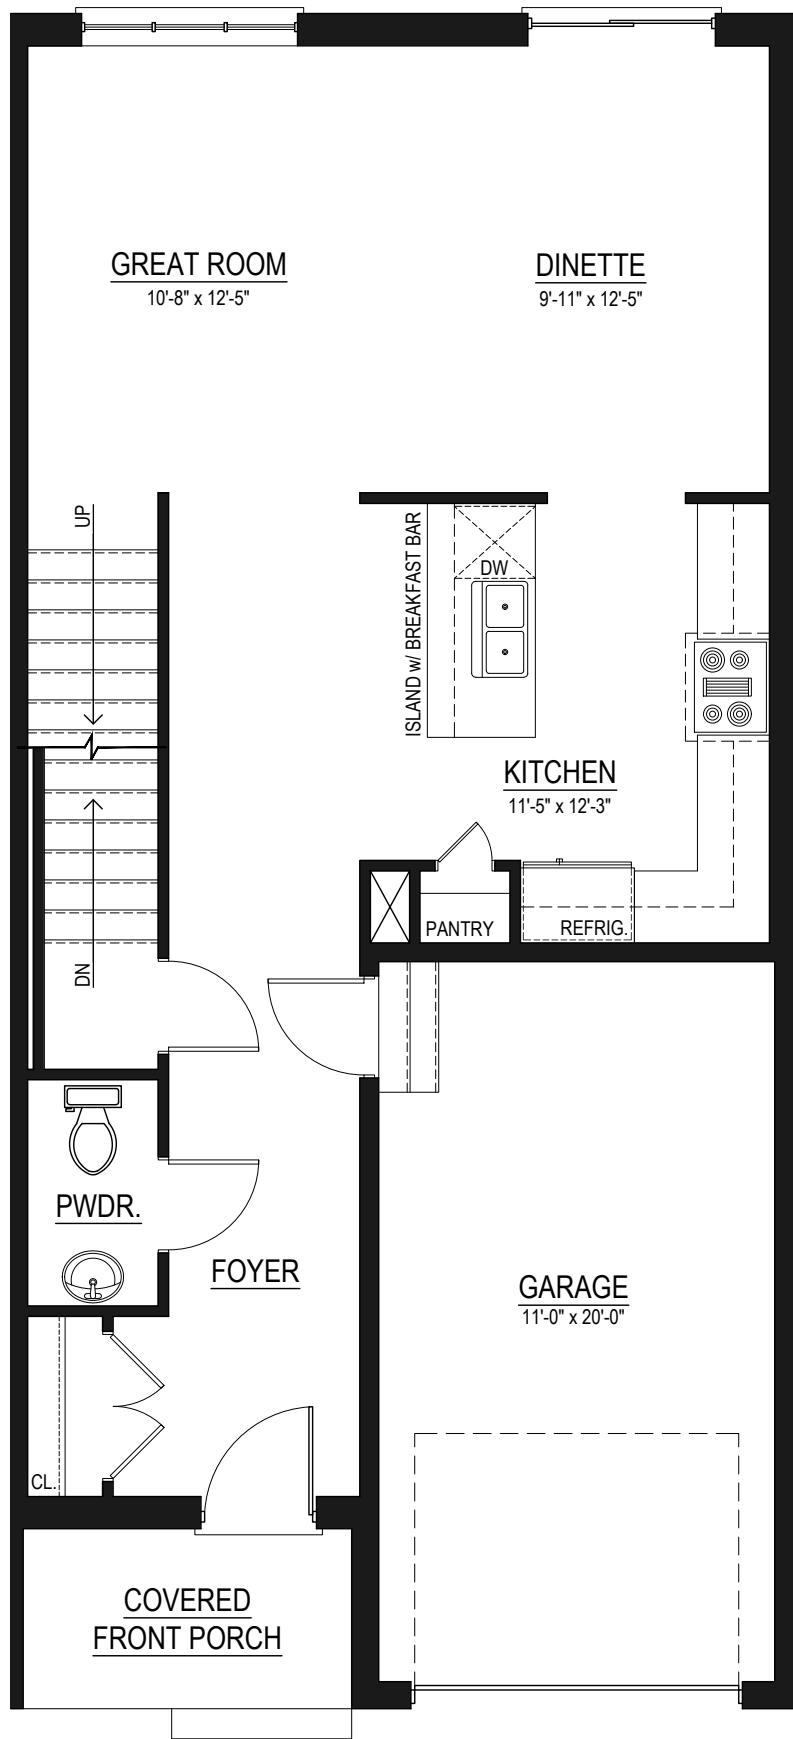 GREAT ROOM
10'-8" x 12'-5"
DINETTE
9'-11" x 12'-5"
UP
ISLAND w/ BREAKFAST BAR
DW
KITCHEN
11'-5" x 12'-3"
DN
PANTRY
REFRIG.
PWDR.
FOYER
GARAGE
11'-0" x 20'-0"
CL.
COVERED
FRONT PORCH